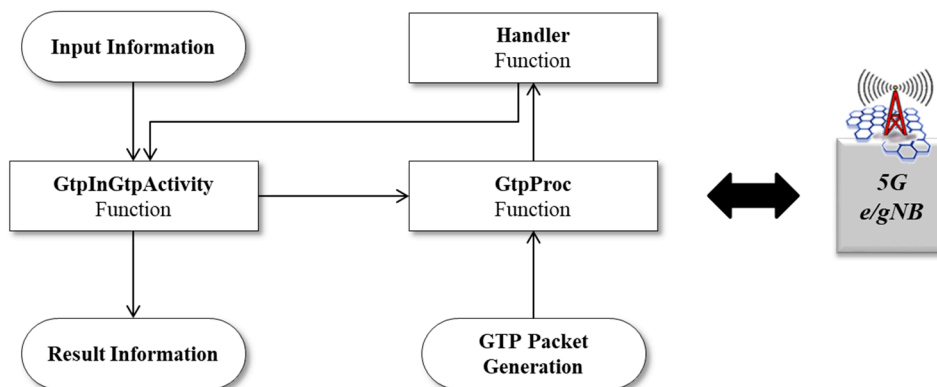 Input Information
Handler
Function
GtpInGtpActivity
Function
GtpProc
Function
5G
e/gNB
Result Information
GTP Packet
Generation